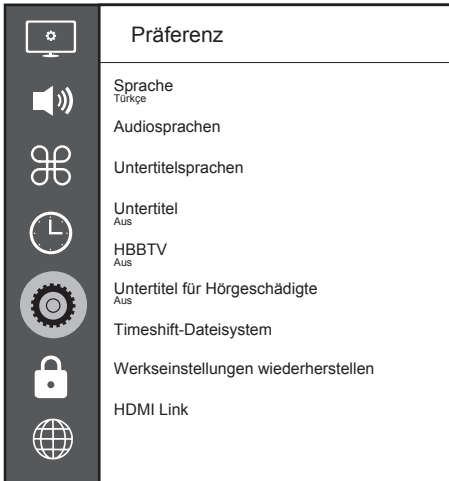 Präferenz
Sprache
Türkçe
Audiosprachen
Untertitelsprachen
Untertitel
Aus
HBBTV
Aus
Untertitel für Hörgeschädigte
Aus
Timeshift-Dateisystem
Werkseinstellungen wiederherstellen
HDMI Link